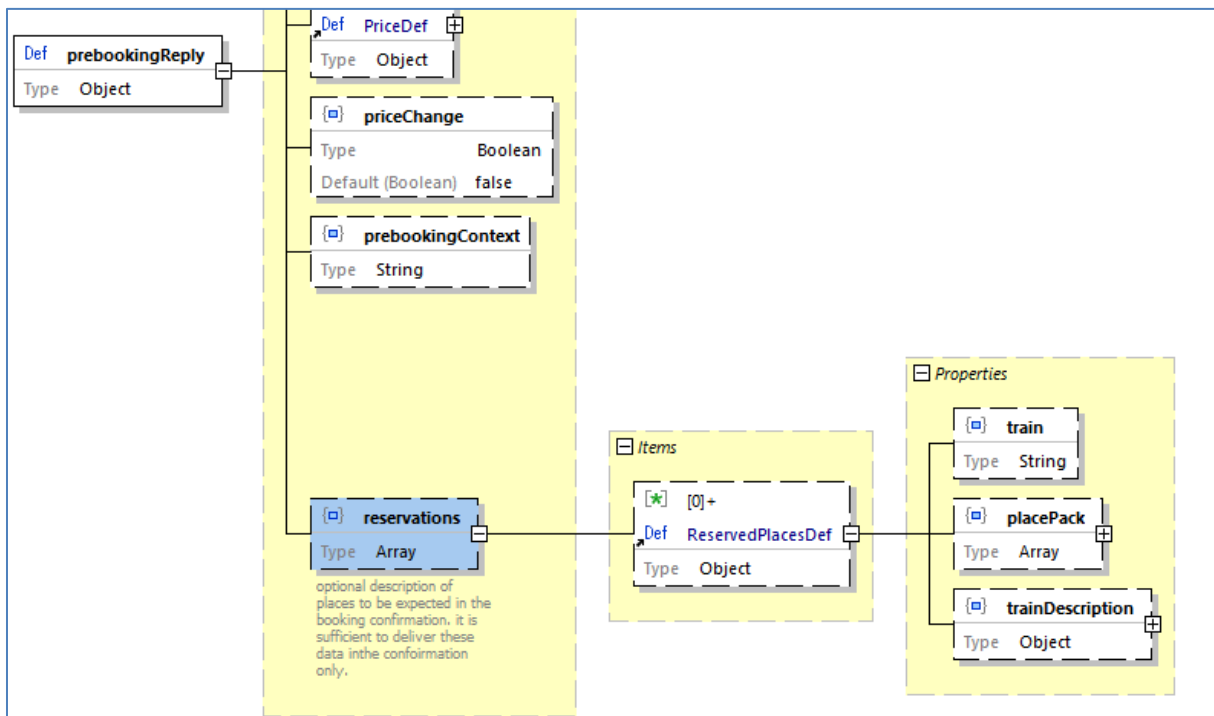 Def PriceDef
Type Object
Def prebookingReply
Type Object
priceChange
Type Boolean
Default (Boolean) false
prebookingContext
Type String
reservations
Type Array
optional description of
places to be expected in the
booking confirmation. it is
sufficient to deliver these
data inthe confoirmation
only.
Items
[0]+
Def ReservedPlacesDef
Type Object
Properties
train
Type String
placePack
Type Array
trainDescription
Type Object